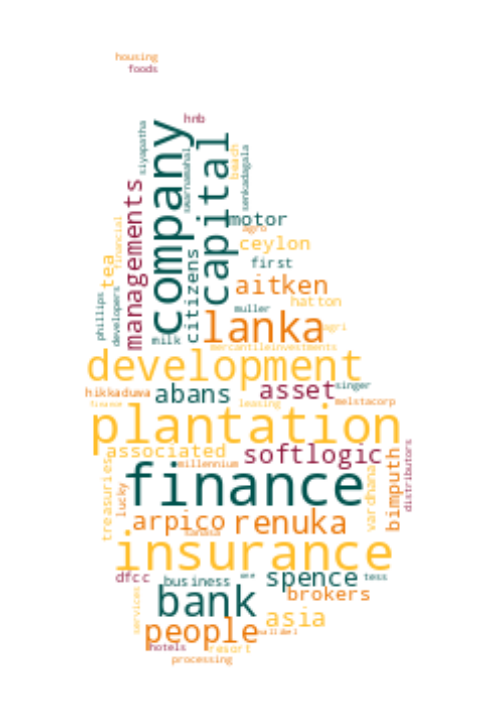 housing
foods
hnb
company
capital
siyapatha
swarnamahal
beach
senkadagala
managements
motor
agro
financial
tea
citizens
ceylon
first
aitken
phillips
developers
hatton
muller
lanka
agri
milk
mercantileinvestments
development
asset
singer
hikkaduwa
abans
melstacorp
finance
leasing
plantation
associated
softlogic
distributors
millennium
treasuries
lucky
finance
vardhana
bimputh
arpico
renuka
sanasa
insurance
dfcc
business
spence
tess
brokers
bank
services
asia
people
hotels
resort
processing